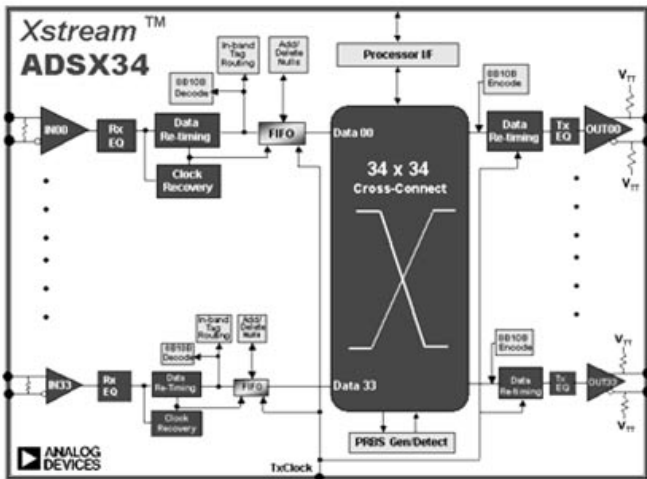 Xstream ™
ADSX34
In-band
Tag
Routing
Add/
Delete
Nulls
8B10B
Decode
Processor I/F
8B10B
Encode
VTT
IN00
Rx
EQ
Data
Re-timing
FIFO
Data 00
Data
Re-timing
Tx
EQ
OUT00
Clock
Recovery
34 x 34
Cross-Connect
VTT
In-band
Tag
Routing
Add/
Delete
Nulls
8B10B
Decode
8B10B
Encode
VTT
IN33
Rx
EQ
Data
Re-Timing
FIFO
Data 33
Data
Re-timing
Tx
EQ
OUT33
Clock
Recovery
VTT
PRBS Gen/Detect
ANALOG
DEVICES
TxClock